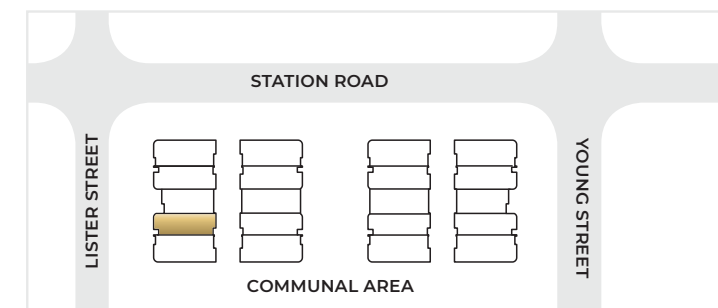 STATION ROAD
LISTER STREET
YOUNG STREET
COMMUNAL AREA